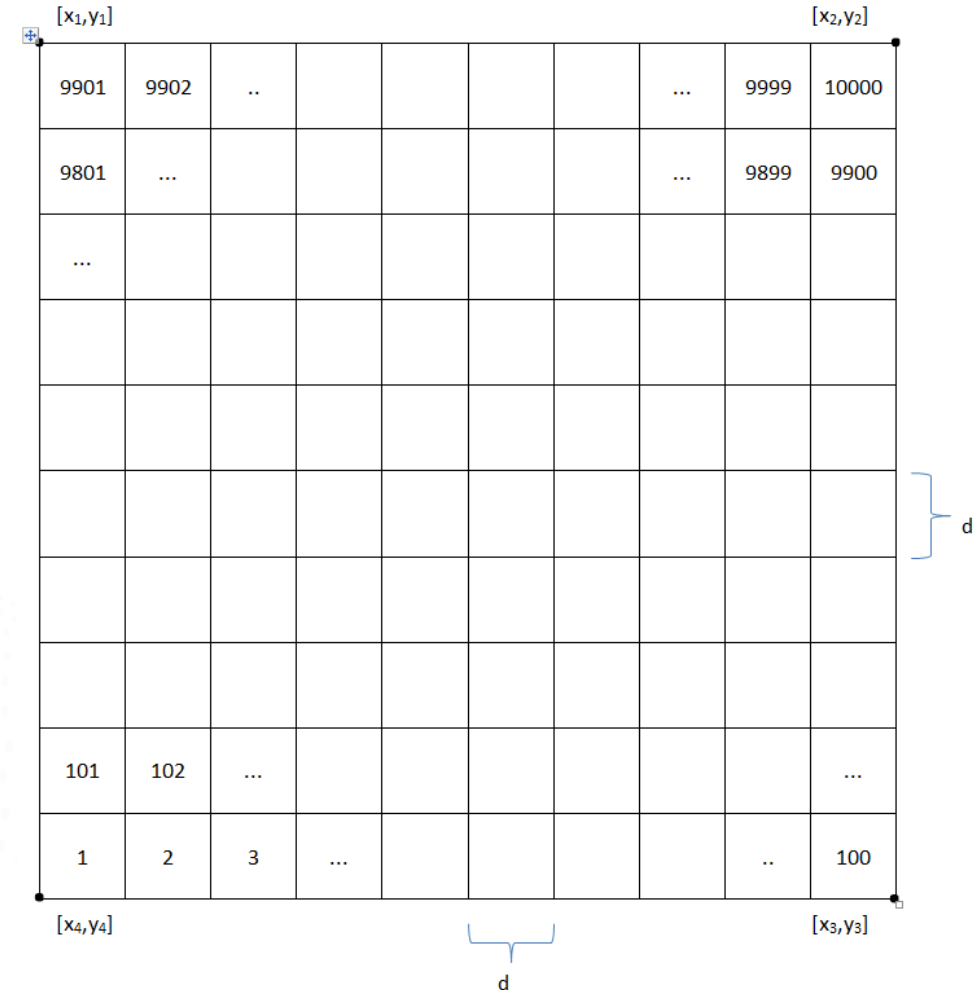 [x₁,y₁] [x₂,y₂]
9901 9902 .. ... 9999 10000
9801 ... ... 9899 9900
...
d
101 102 ... ...
1 2 3 ... .. 100
[x₄,y₄] [x₃,y₃]
d